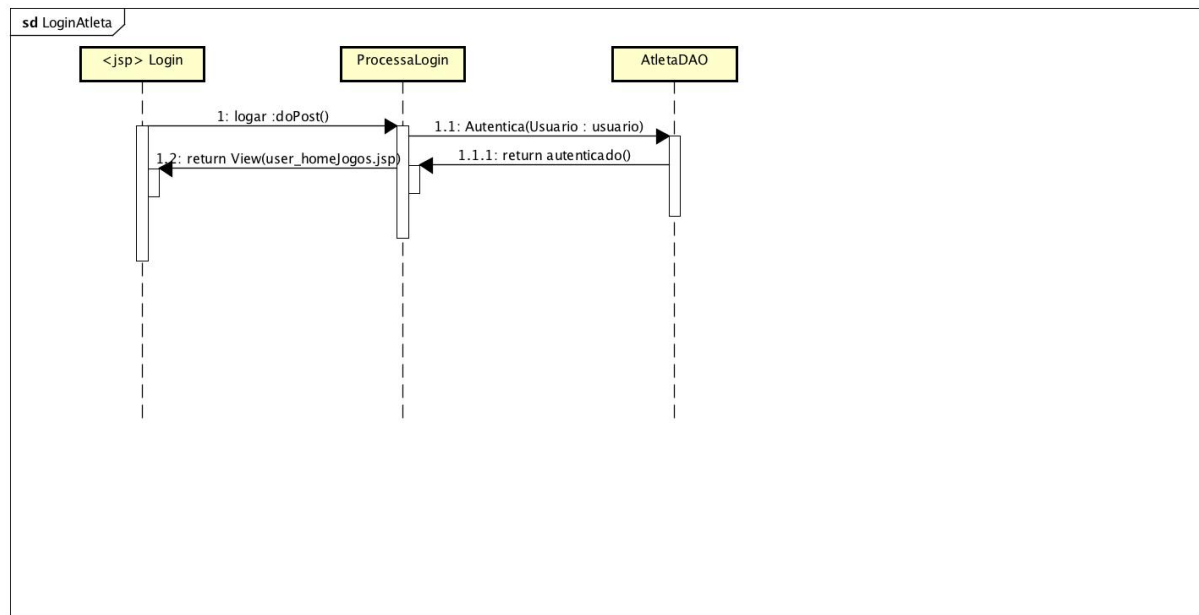 sd LoginAtleta
<jsp> Login
ProcessaLogin
AtletaDAO
1: logar :doPost()
1.1: Autentica(Usuario : usuario)
1.2: return View(user_homeJogos.jsp)
1.1.1: return autenticado()